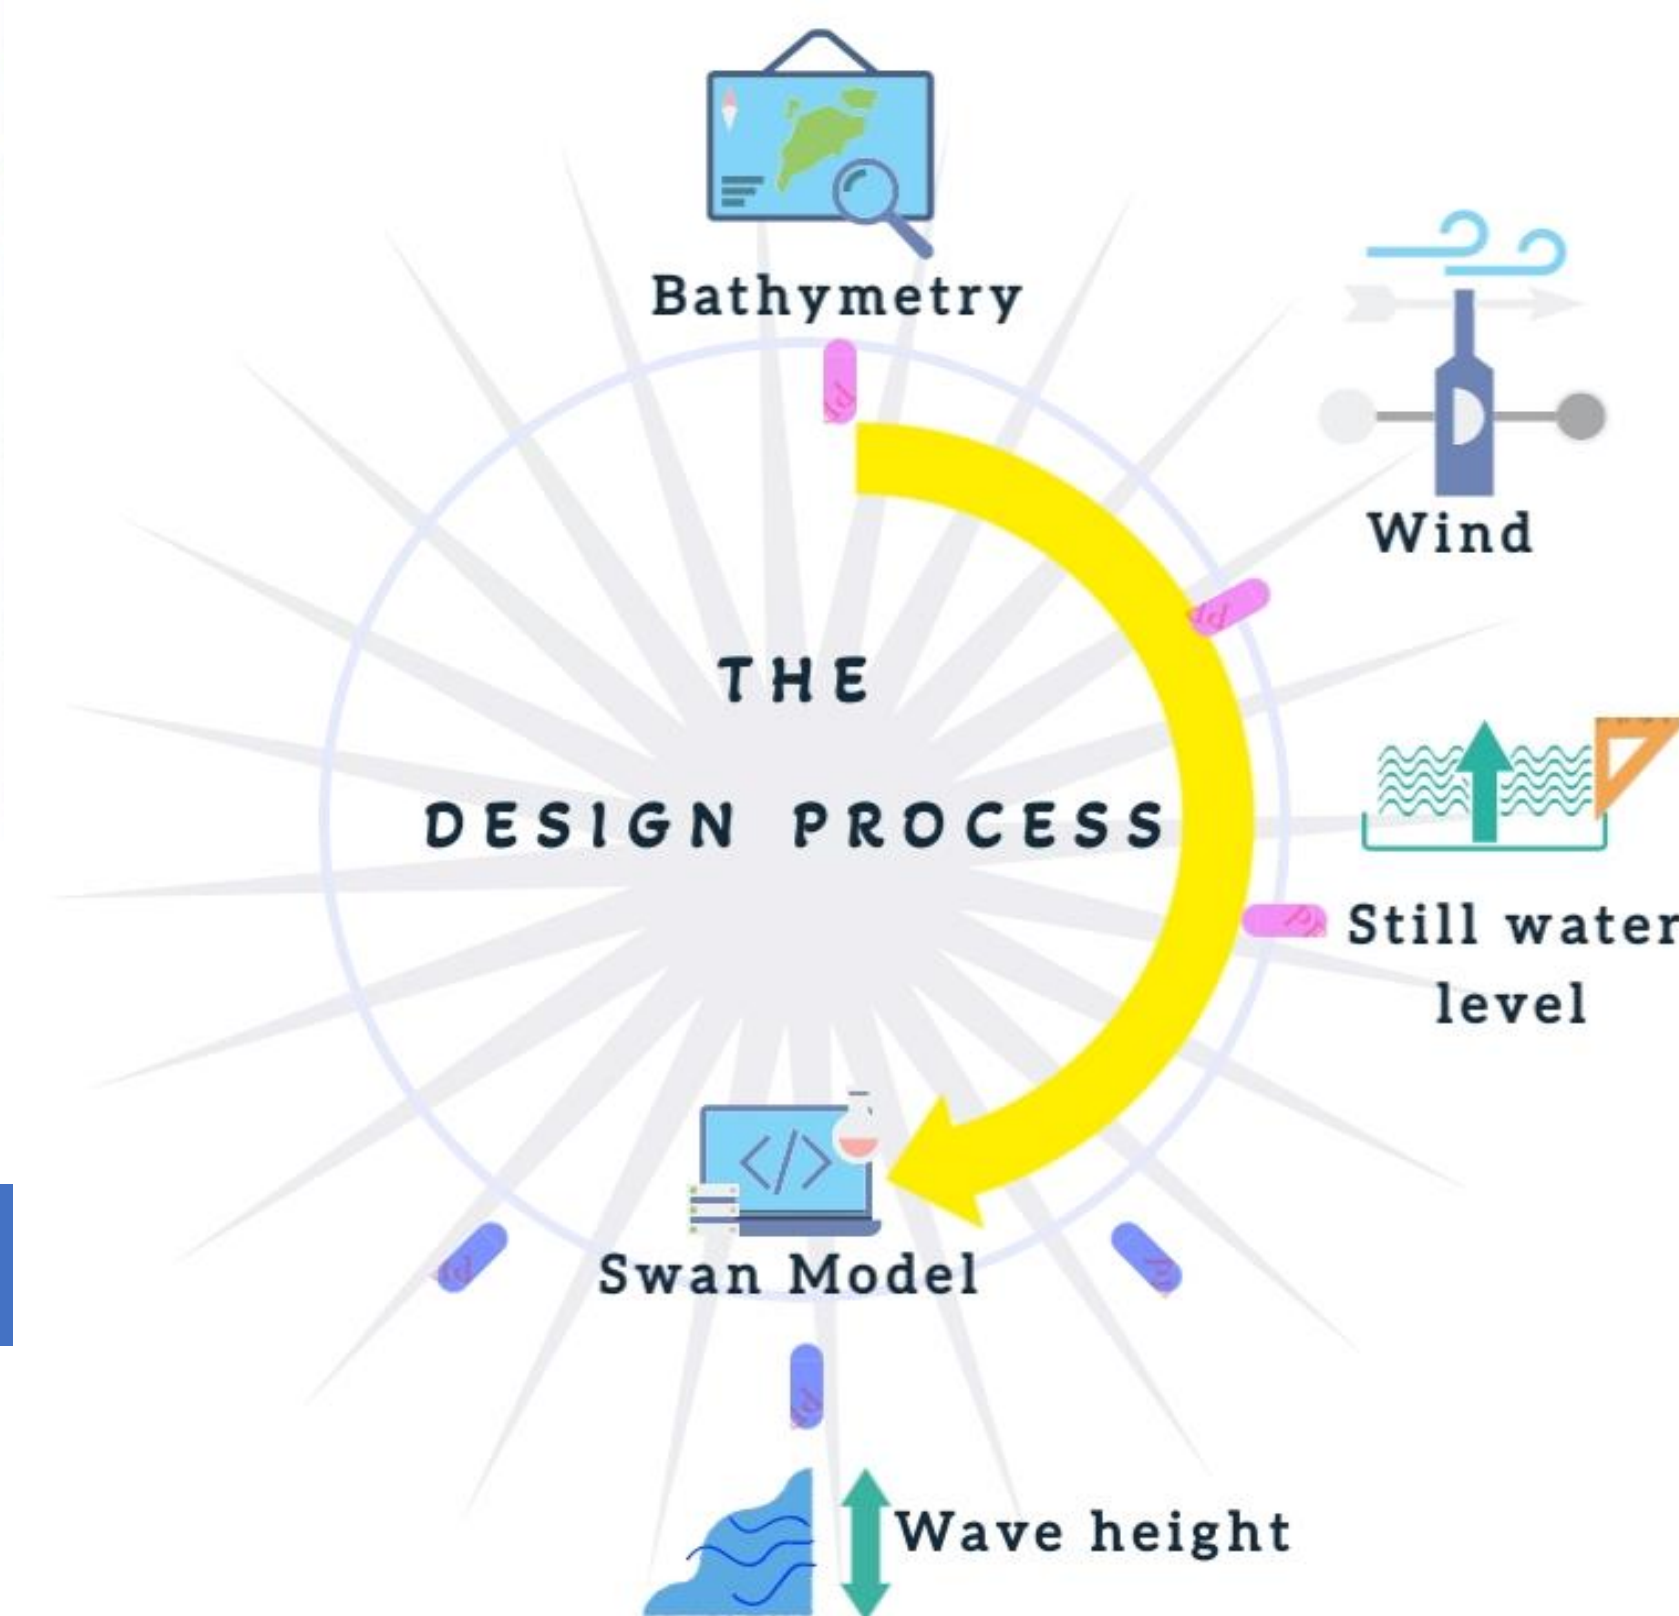 Bathymetry
Wind
THE
DESIGN PROCESS
Still water
level
</>
Swan Model
Wave height